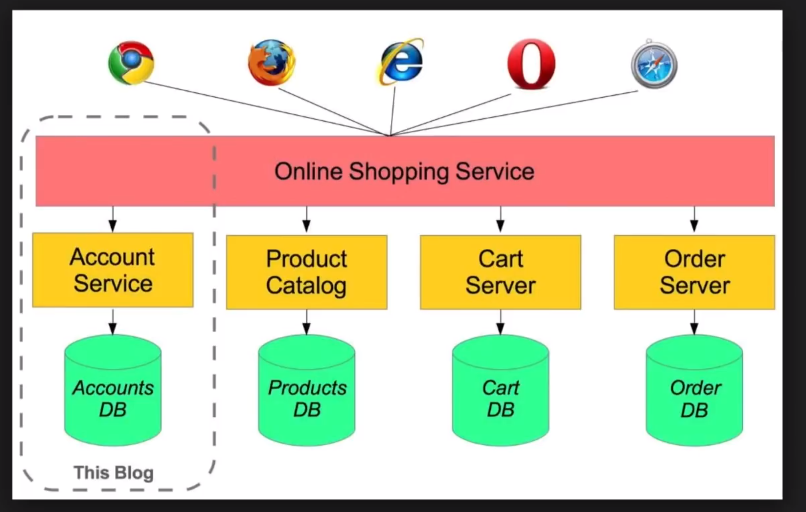 Online Shopping Service
Account
Service
Product
Catalog
Cart
Server
Order
Server
Accounts
DB
Products
DB
Cart
DB
Order
DB
This Blog